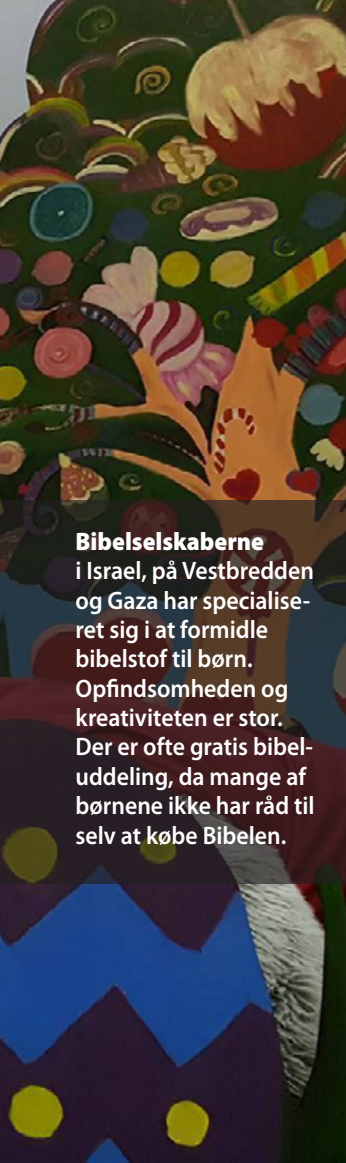 Bibelselskaberne
i Israel, på Vestbredden
og Gaza har specialise-
ret sig i at formidle
bibelstof til børn.
Opfindsomheden og
kreativiteten er stor.
Der er ofte gratis bibel-
uddeling, da mange af
børnene ikke har råd til
selv at købe Bibelen.